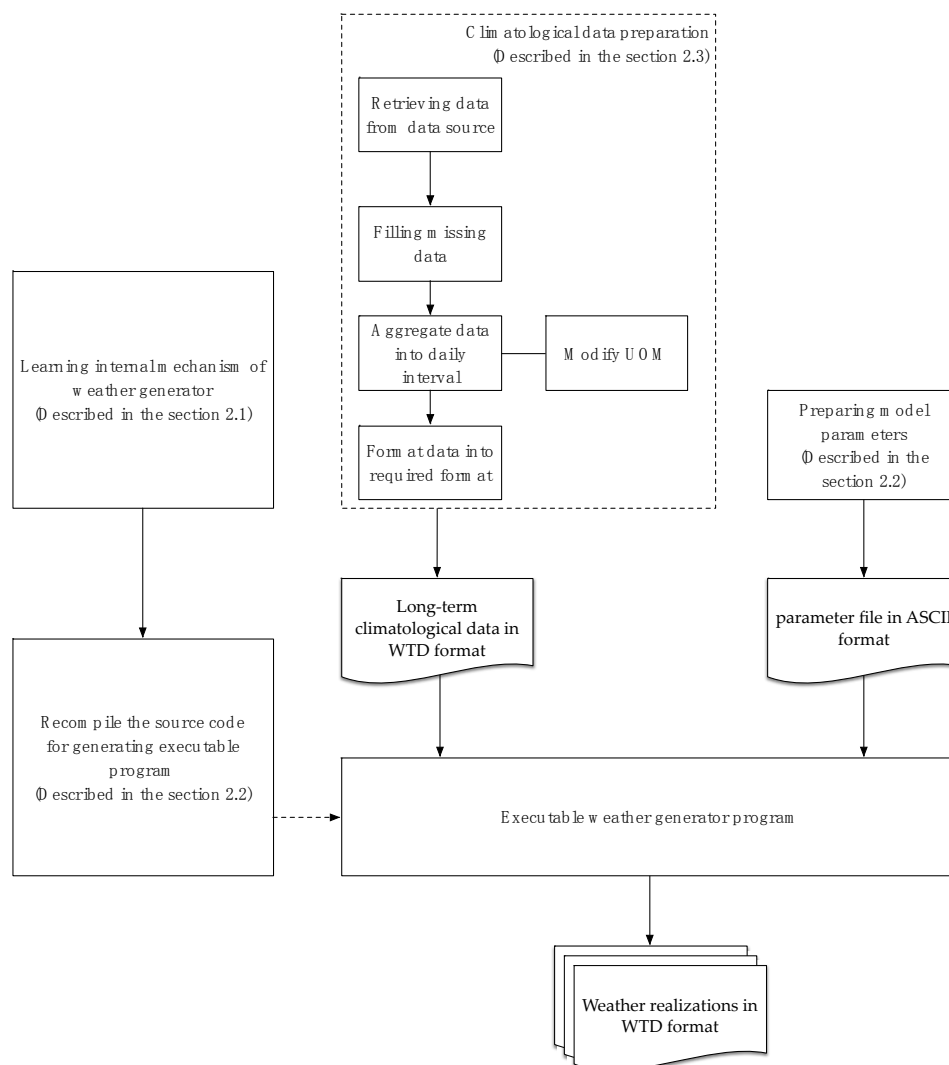 Climatological data preparation
(Described in the section 2.3)
Retrieving data
from data source
Filling missing
data
Aggregate data
into daily
interval
Modify UOM
Format data into
required format
Learning internal mechanism of
weather generator
(Described in the section 2.1)
Preparing model
parameters
(Described in the
section 2.2)
Long-term
climatological data in
WTD format
parameter file in ASCII
format
Recompile the source code
for generating executable
program
(Described in the section 2.2)
Executable weather generator program
Weather realizations in
WTD format